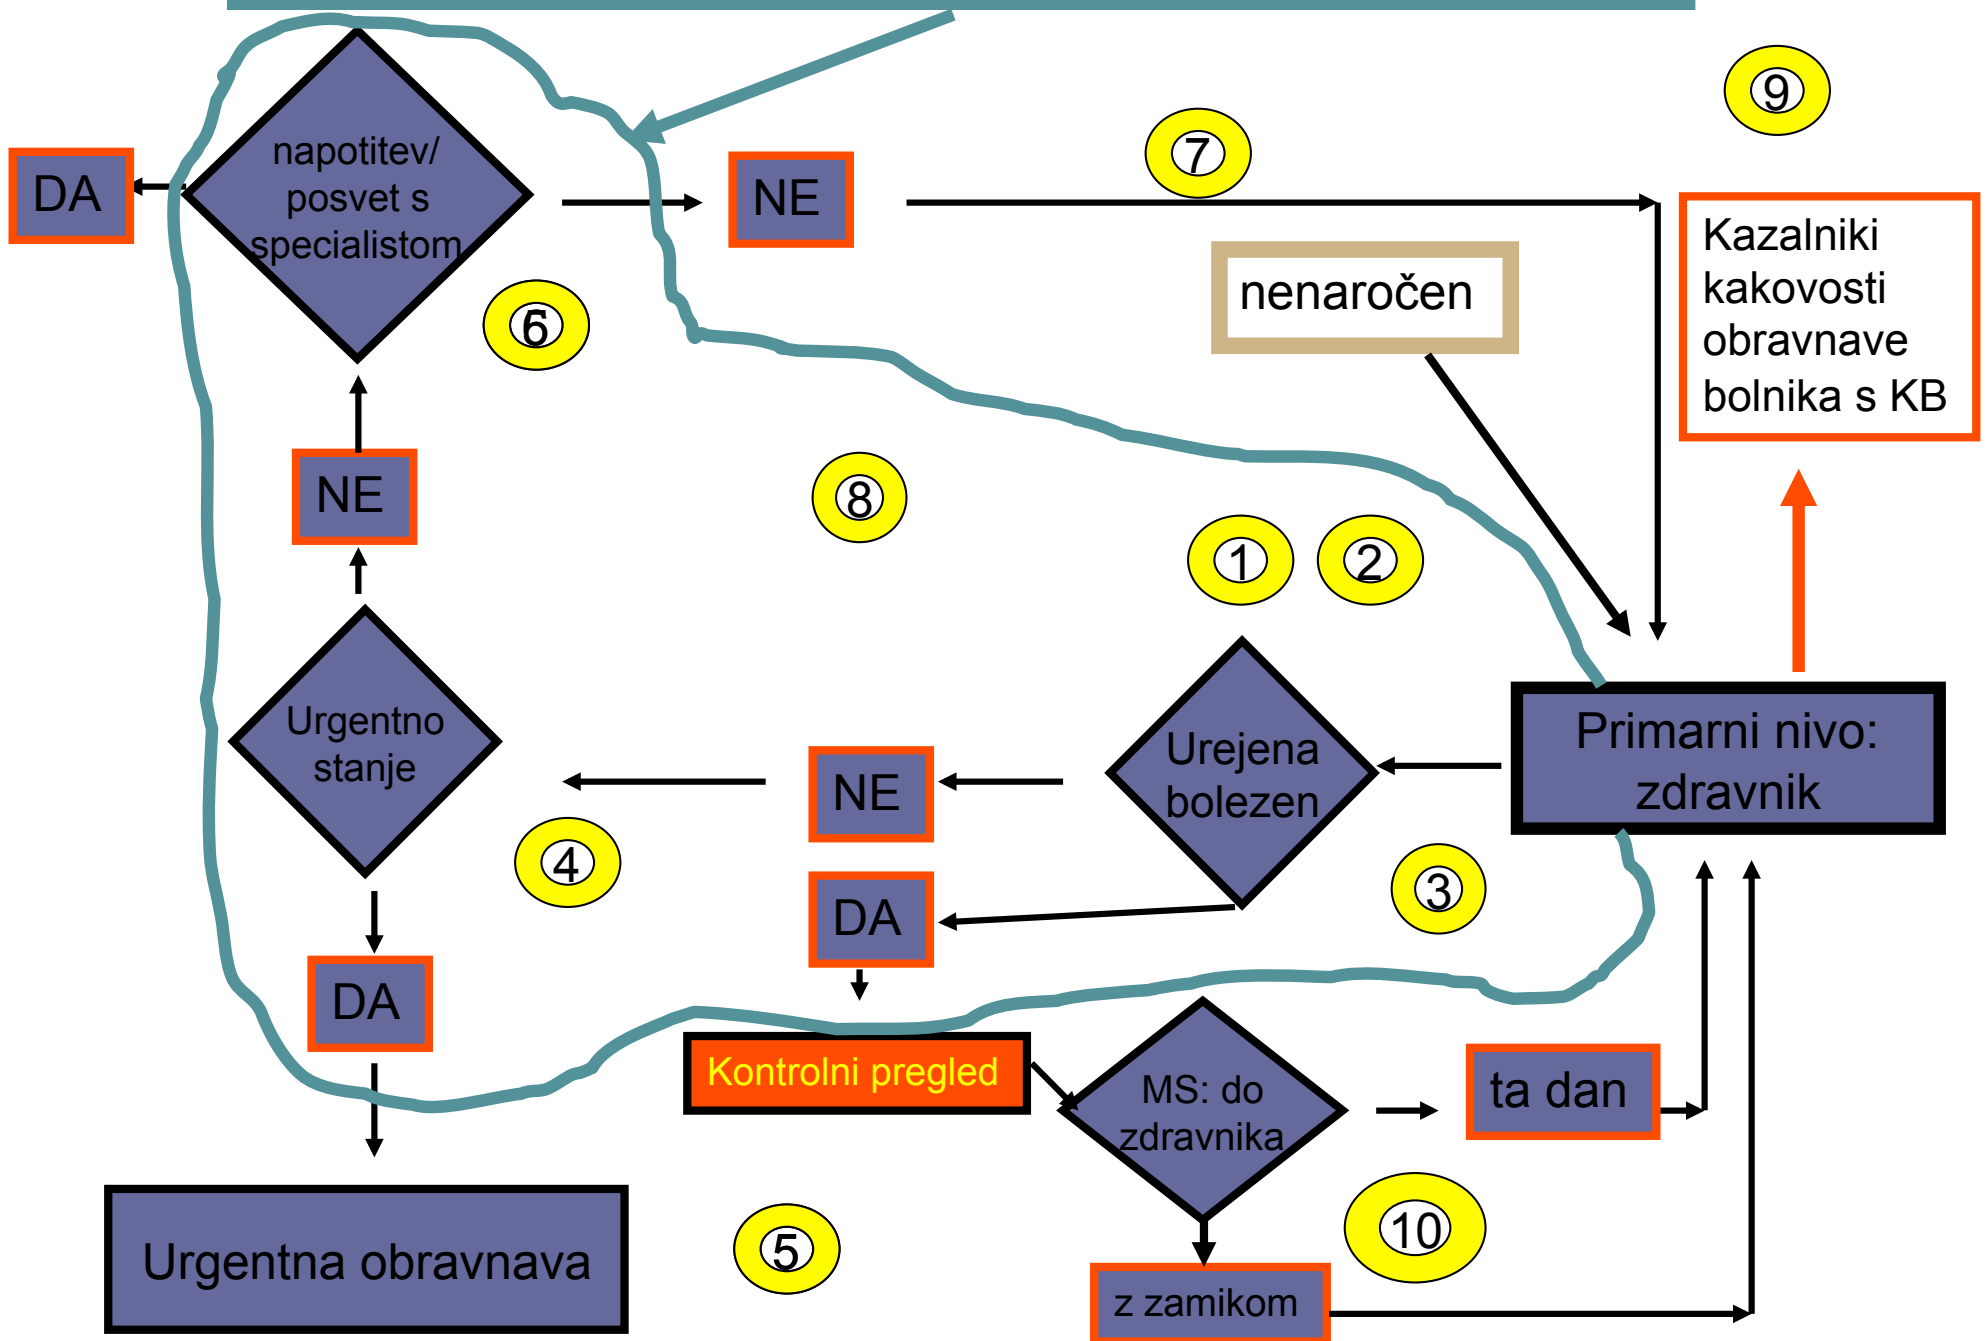 9
7
napotitev/
posvet s
specialistom
DA
NE
Kazalniki
kakovosti
obravnave
bolnika s KB
nenaročen
6
NE
8
1
2
Urgentno
stanje
Urejena
bolezen
Primarni nivo:
zdravnik
NE
4
3
DA
DA
Kontrolni pregled
MS: do
zdravnika
ta dan
Urgentna obravnava
5
10
z zamikom